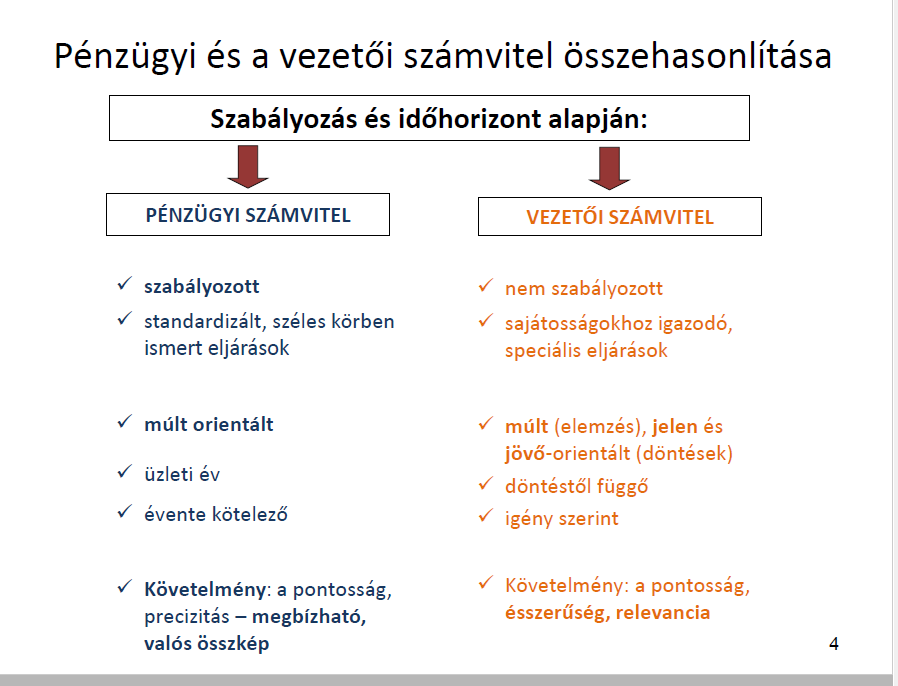 Pénzügyi és a vezetői számvitel összehasonlítása
Szabályozás és időhorizont alapján:
PÉNZÜGYI SZÁMVITEL
✓ szabályozott
✓ standardizált, széles körben
ismert eljárások
✓ múlt orientált
✓ üzleti év
✓ évente kötelező
✓ Követelmény: a pontosság,
precizitás – megbízható,
valós összkép
VEZETŐI SZÁMVITEL
✓ nem szabályozott
✓ sajátosságokhoz igazodó,
speciális eljárások
✓ múlt (elemzés), jelen és
jövő-orientált (döntések)
✓ döntéstől függő
✓ igény szerint
✓ Követelmény: a pontosság,
ésszerűség, relevancia
4